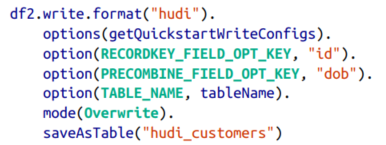 df2.write.format("hudi").
options(getQuickstartWriteConfigs).
option(RECORDKEY_FIELD_OPT_KEY, "id").
option(PRECOMBINE_FIELD_OPT_KEY, "dob").
option(TABLE_NAME, tableName).
mode(Overwrite).
saveAsTable("hudi_customers")